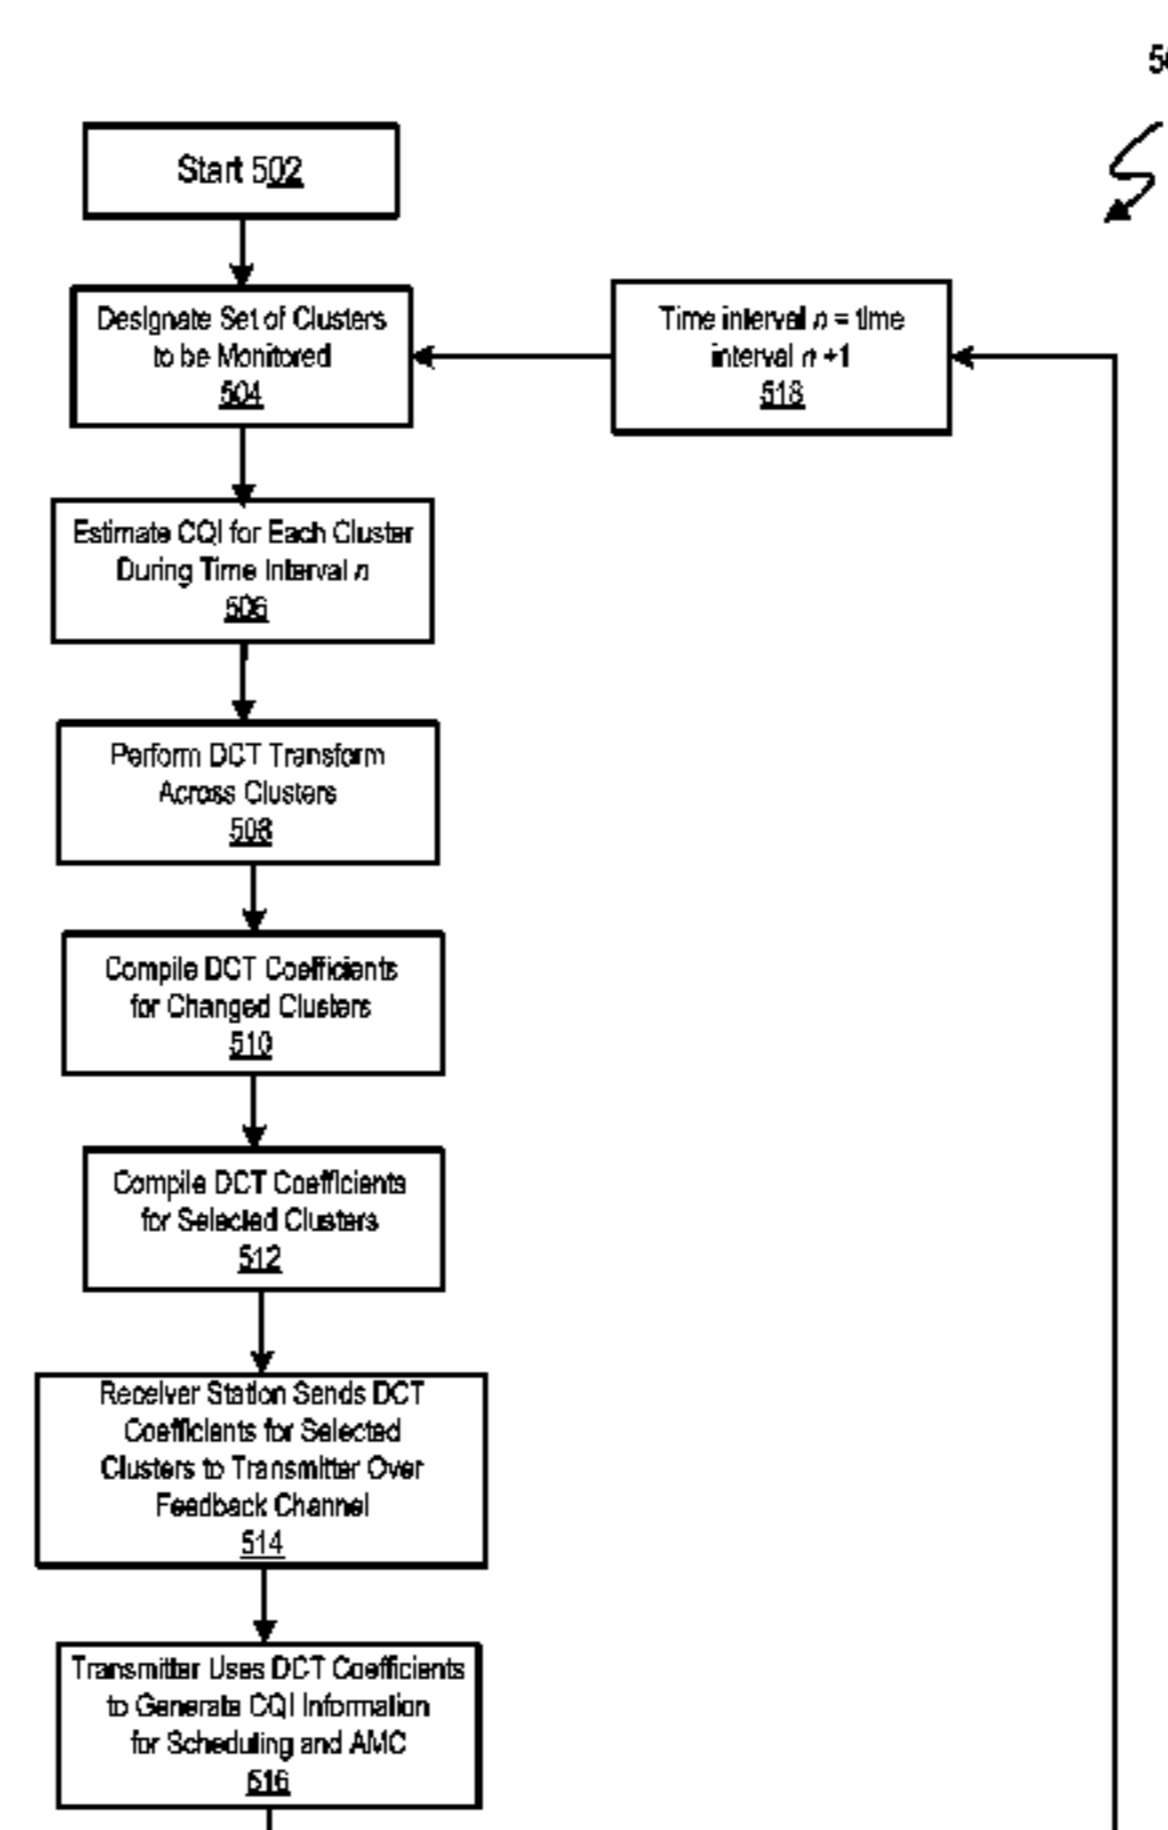 Start 502
Designate Set of Clusters
to be Monitored
504
Time interval n = time
interval n +1
518
Estimate CQI for Each Cluster
During Time Interval n
506
Perform DCT Transform
Across Clusters
508
Compile DCT Coefficients
for Changed Clusters
510
Compile DCT Coefficients
for Selected Clusters
512
Receiver Station Sends DCT
Coefficients for Selected
Clusters to Transmitter Over
Feedback Channel
514
Transmitter Uses DCT Coefficients
to Generate CQI Information
for Scheduling and AMC
516